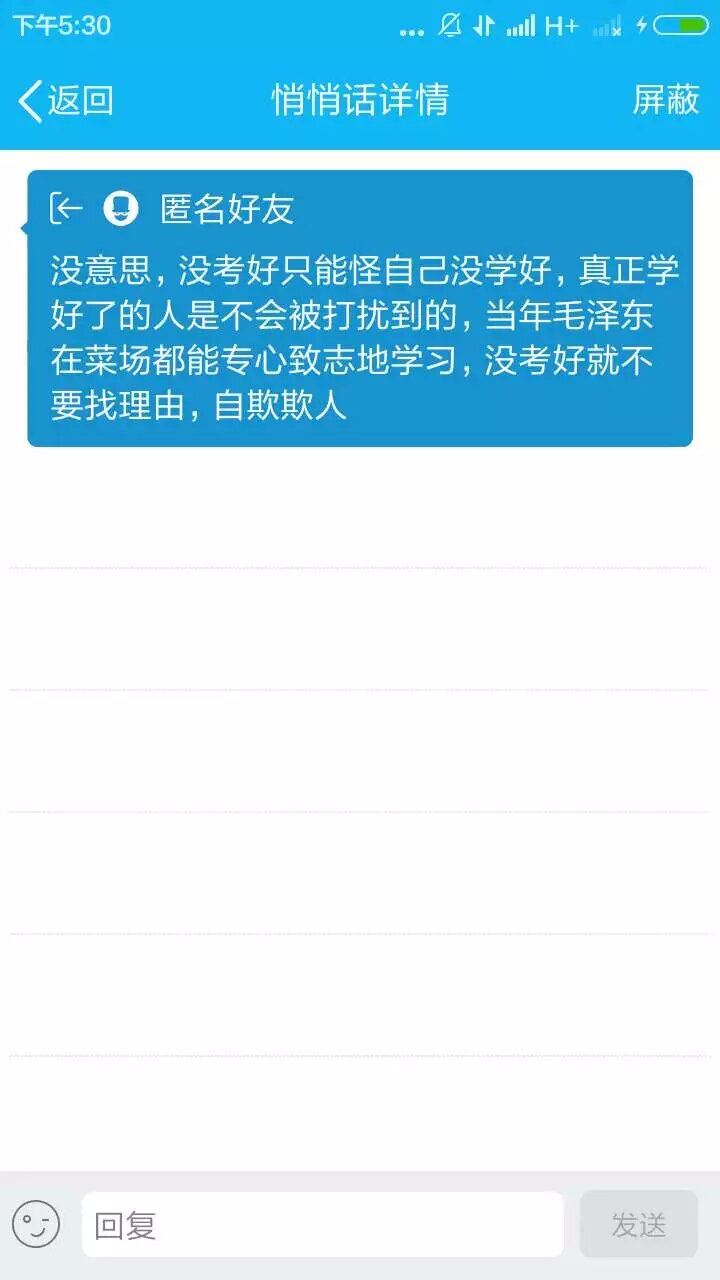 下午5:30
... H+
返回 悄悄话详情 屏蔽
匿名好友
没意思,没考好只能怪自己没学好,真正学
好了的人是不会被打扰到的,当年毛泽东
在菜场都能专心致志地学习,没考好就不
要找理由,自欺欺人
回复 发送